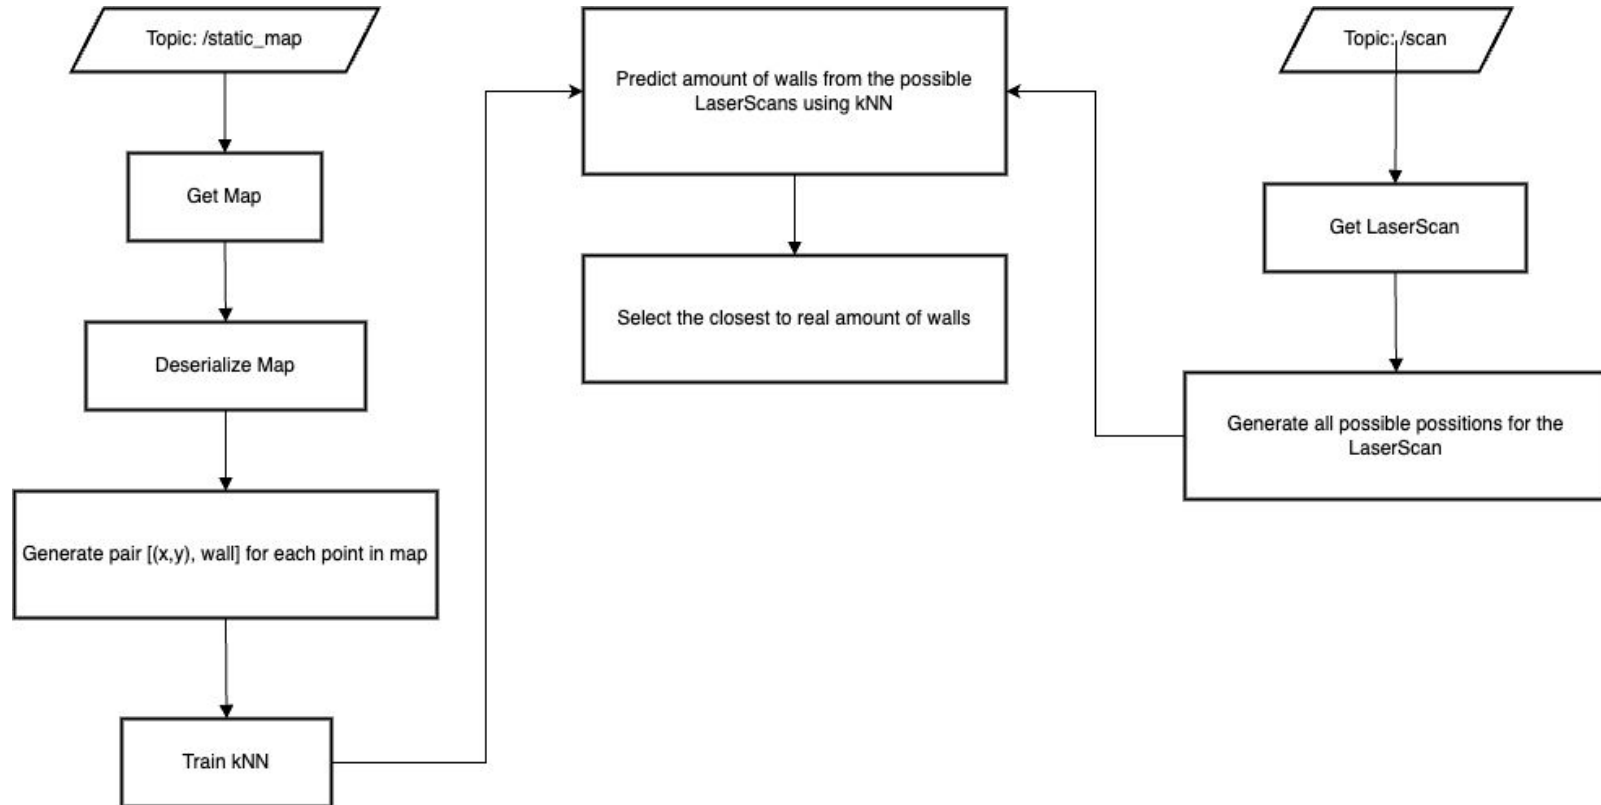 Topic: /static_map
Get Map
Deserialize Map
Generate pair [(x,y), wall] for each point in map
Train kNN
Predict amount of walls from the possible
LaserScans using kNN
Select the closest to real amount of walls
Topic: /scan
Get LaserScan
Generate all possible possitions for the
LaserScan